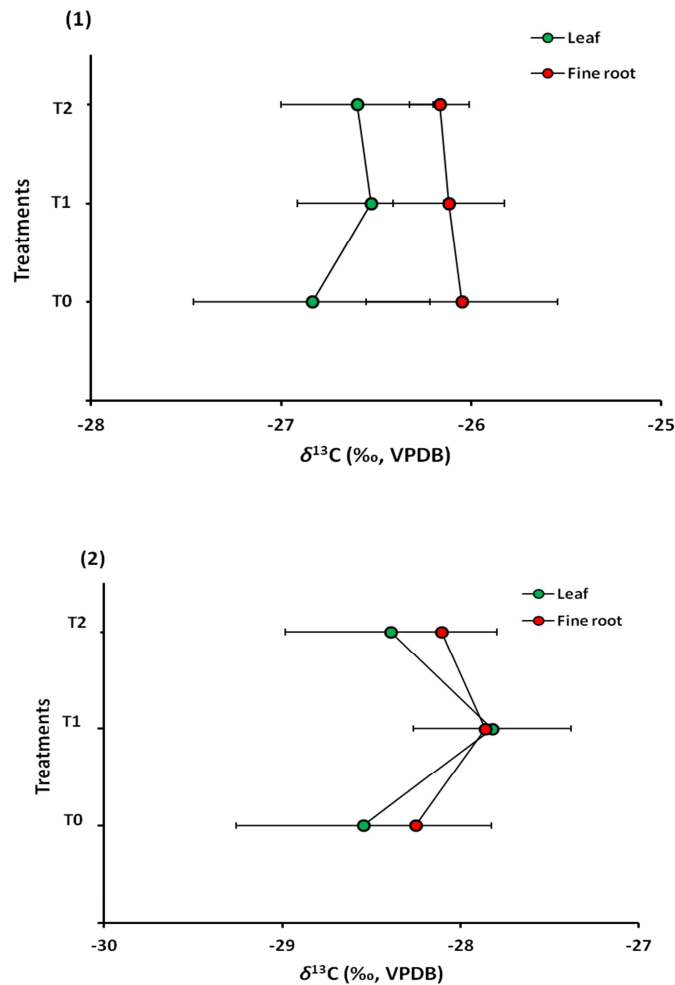 (1)
Leaf
Fine root
T2
T1
T0
Treatments
-28 -27 -26 -25
δ¹³C (‰, VPDB)
(2)
Leaf
Fine root
T2
T1
T0
Treatments
-30 -29 -28 -27
δ¹³C (‰, VPDB)